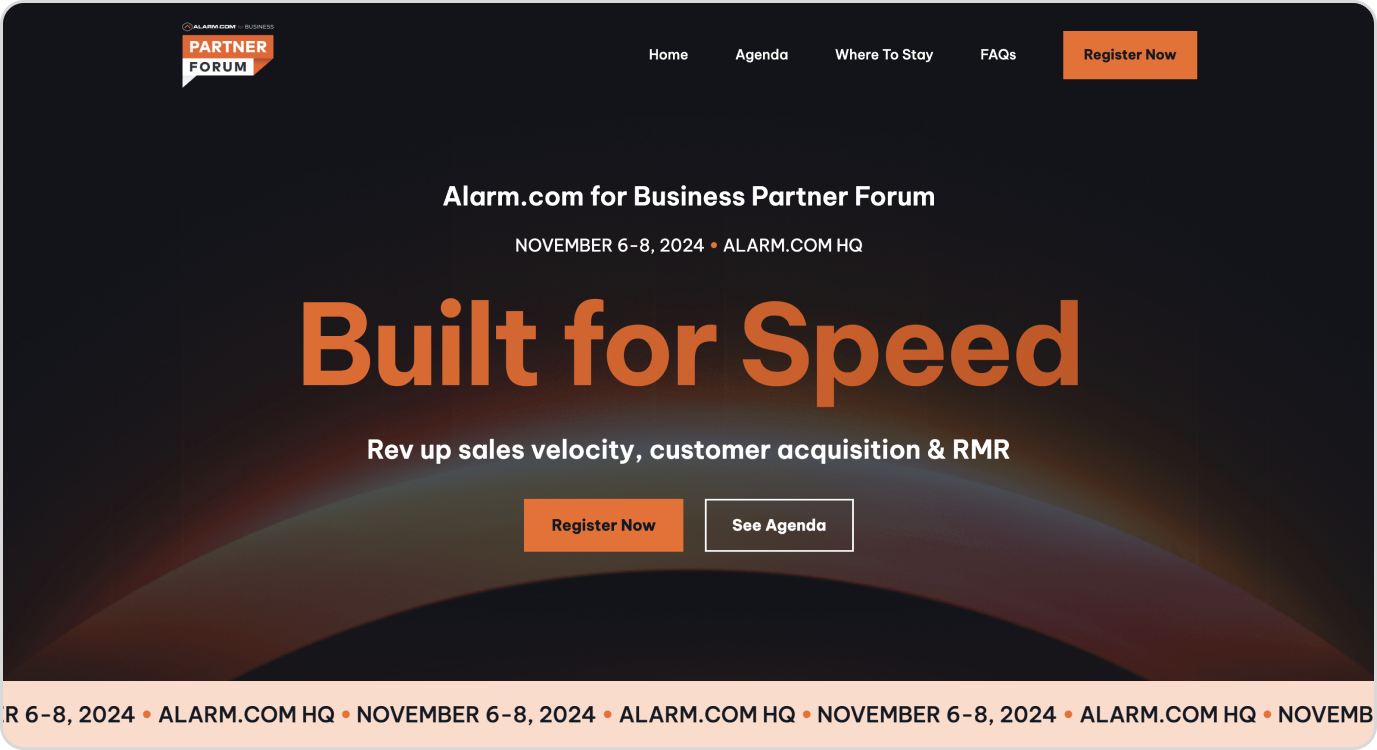 ALARM.COM for BUSINESS
PARTNER
FORUM
Home Agenda Where To Stay FAQs Register Now
Alarm.com for Business Partner Forum
NOVEMBER 6-8, 2024 • ALARM.COM HQ
Built for Speed
Rev up sales velocity, customer acquisition & RMR
Register Now See Agenda
R 6-8, 2024 • ALARM.COM HQ • NOVEMBER 6-8, 2024 • ALARM.COM HQ • NOVEMBER 6-8, 2024 • ALARM.COM HQ • NOVEMB